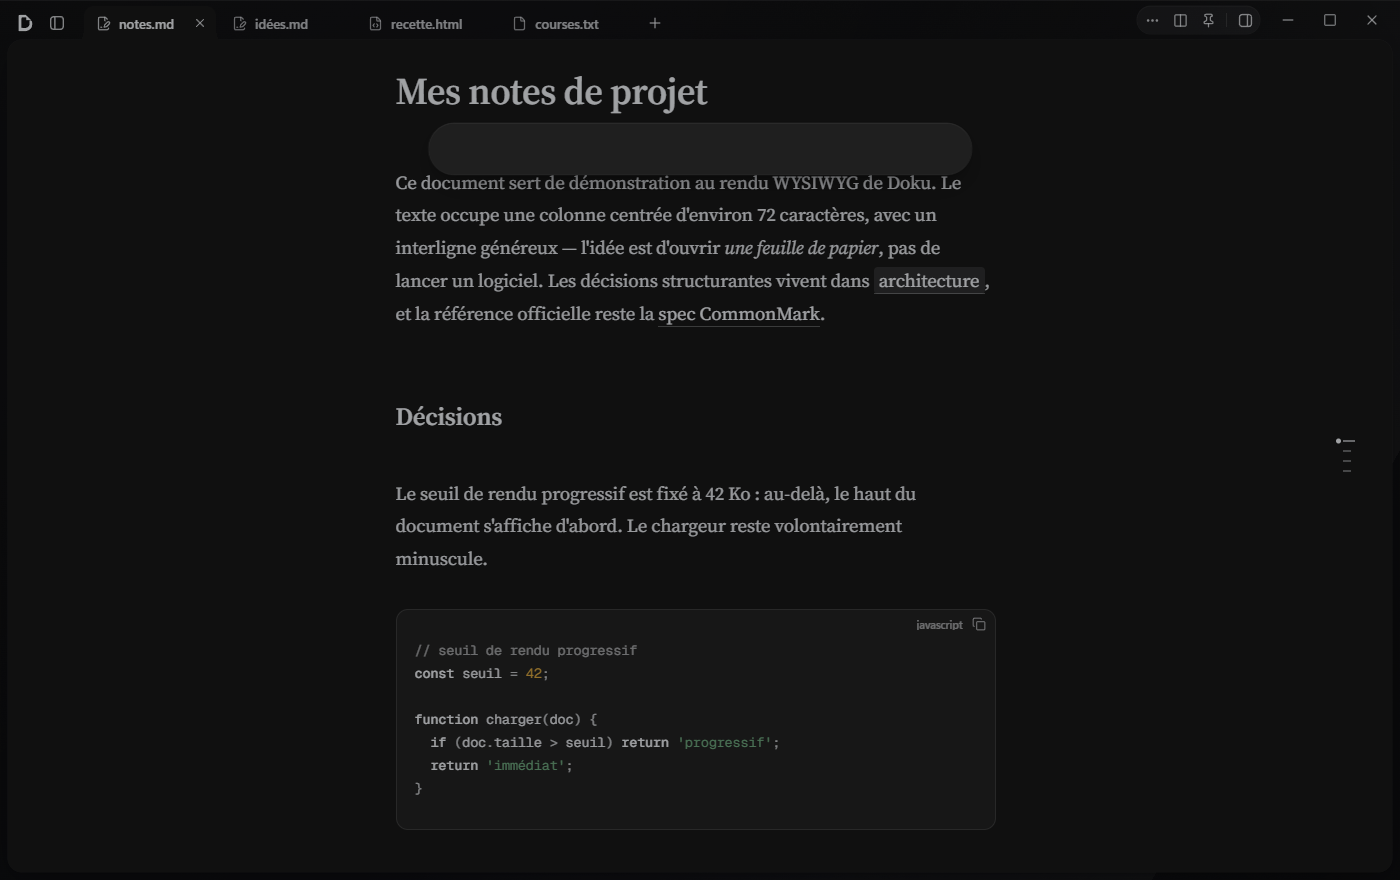 notes.md
idées.md
recette.html
courses.txt
Mes notes de projet
Ce document sert de démonstration au rendu WYSIWYG de Doku. Le
texte occupe une colonne centrée d'environ 72 caractères, avec un
interligne généreux — l'idée est d'ouvrir une feuille de papier, pas de
lancer un logiciel. Les décisions structurantes vivent dans architecture ,
et la référence officielle reste la spec CommonMark.
Décisions
Le seuil de rendu progressif est fixé à 42 Ko : au-delà, le haut du
document s'affiche d'abord. Le chargeur reste volontairement
minuscule.
javascript
// seuil de rendu progressif
const seuil = 42;
function charger(doc) {
  if (doc.taille > seuil) return 'progressif';
  return 'immédiat';
}